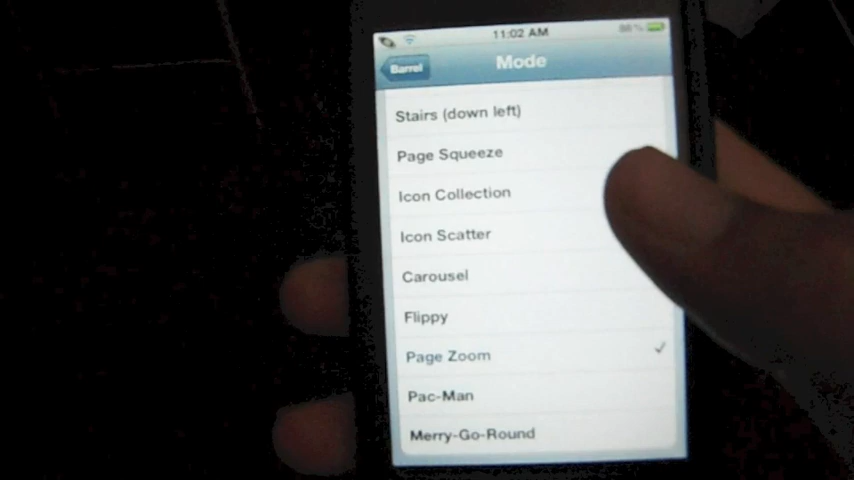 11:02 AM
86%
Barrel
Mode
Stairs (down left)
Page Squeeze
Icon Collection
Icon Scatter
Carousel
Flippy
Page Zoom
Pac-Man
Merry-Go-Round